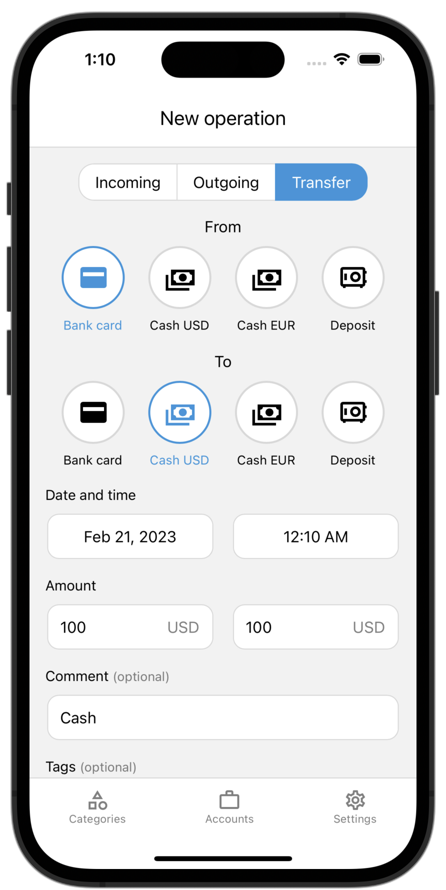 1:10
New operation
Incoming Outgoing Transfer
From
Bank card Cash USD Cash EUR Deposit
To
Bank card Cash USD Cash EUR Deposit
Date and time
Feb 21, 2023 12:10 AM
Amount
100 USD 100 USD
Comment (optional)
Cash
Tags (optional)
Categories Accounts Settings